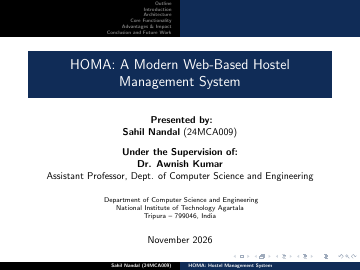 Outline
Introduction
Architecture
Core Functionality
Advantages & Impact
Conclusion and Future Work
HOMA: A Modern Web-Based Hostel
Management System
Presented by:
Sahil Nandal (24MCA009)
Under the Supervision of:
Dr. Awnish Kumar
Assistant Professor, Dept. of Computer Science and Engineering
Department of Computer Science and Engineering
National Institute of Technology Agartala
Tripura – 799046, India
November 2026
Sahil Nandal (24MCA009)
HOMA: Hostel Management System